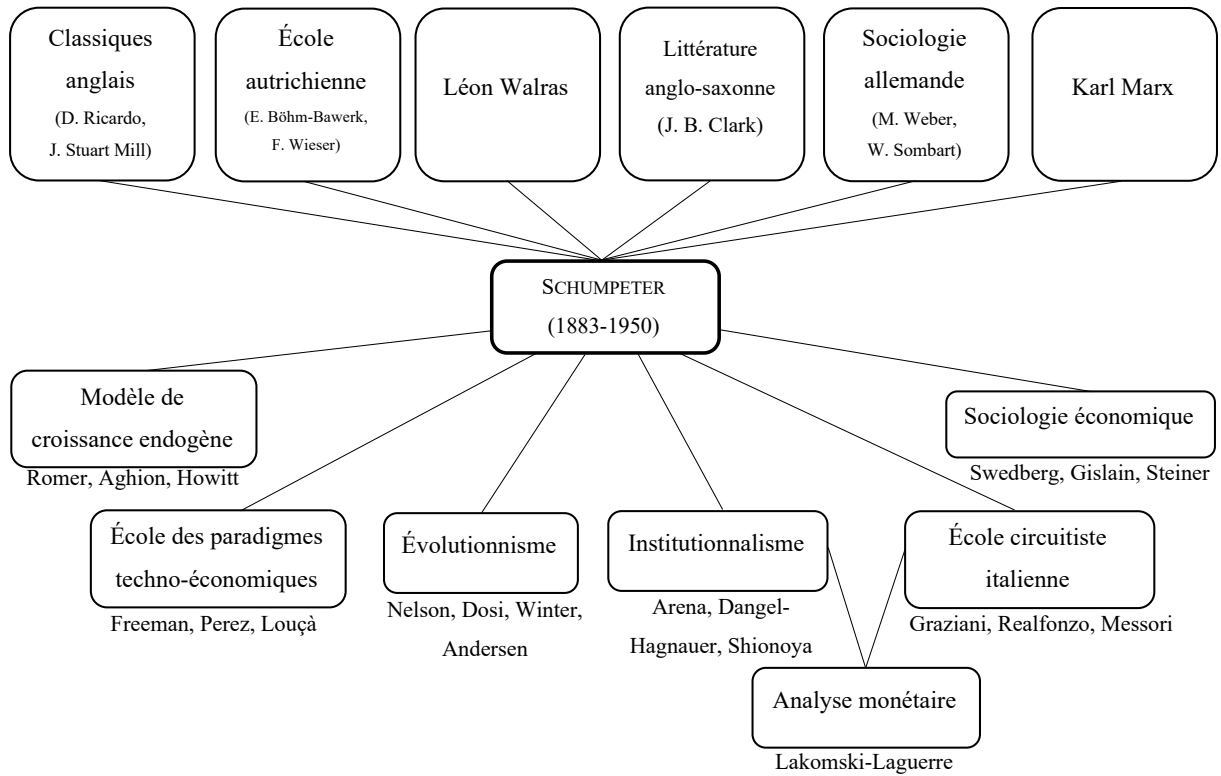 Classiques
anglais
(D. Ricardo,
J. Stuart Mill)
École
autrichienne
(E. Böhm-Bawerk,
F. Wieser)
Léon Walras
Littérature
anglo-saxonne
(J. B. Clark)
Sociologie
allemande
(M. Weber,
W. Sombart)
Karl Marx
SCHUMPETER
(1883-1950)
Modèle de
croissance endogène
Romer, Aghion, Howitt
Sociologie économique
Swedberg, Gislain, Steiner
École des paradigmes
techno-économiques
Freeman, Perez, Louçà
Évolutionnisme
Nelson, Dosi, Winter,
Andersen
Institutionnalisme
Arena, Dangel-
Hagnauer, Shionoya
École circuitiste
italienne
Graziani, Realfonzo, Messori
Analyse monétaire
Lakomski-Laguerre